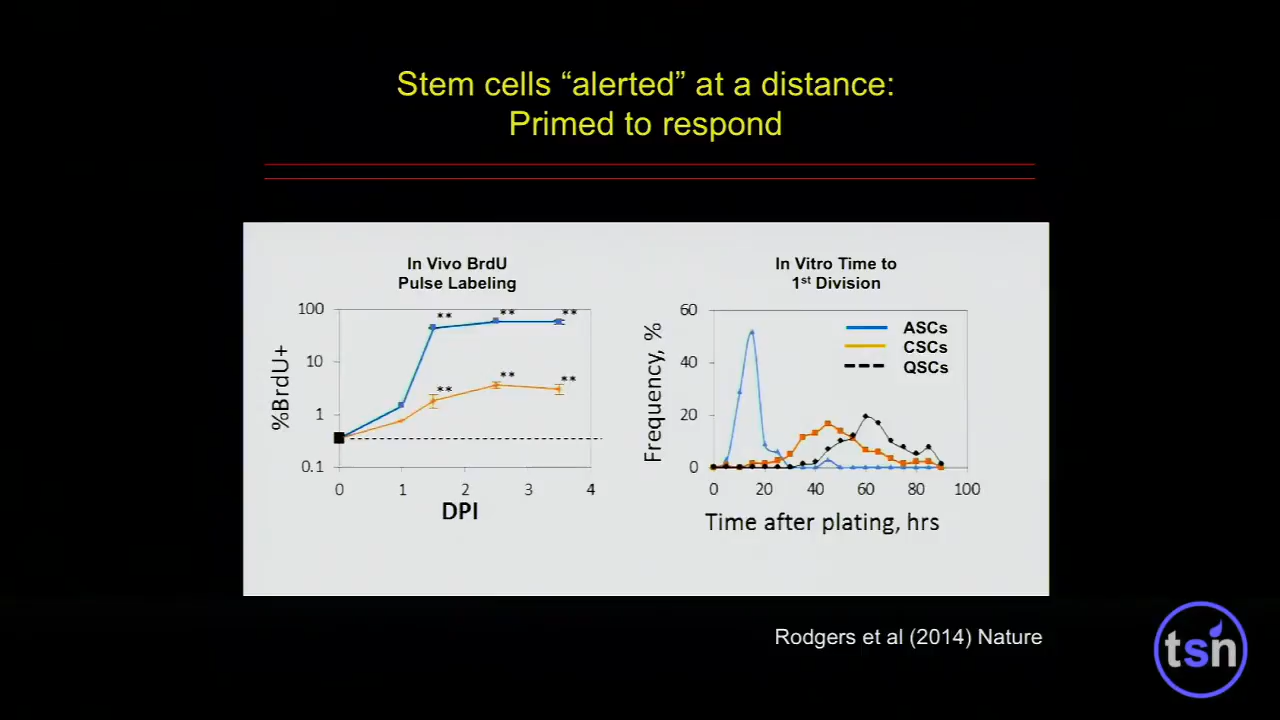 Stem cells “alerted” at a distance:
Primed to respond
In Vivo BrdU
Pulse Labeling
%BrdU+
100
10
1
0.1
**
**
**
**
**
**
0
1
2
3
4
DPI
In Vitro Time to
1st Division
Frequency, %
60
40
20
0
ASCs
CSCs
QSCs
0
20
40
60
80
100
Time after plating, hrs
Rodgers et al (2014) Nature
tsn